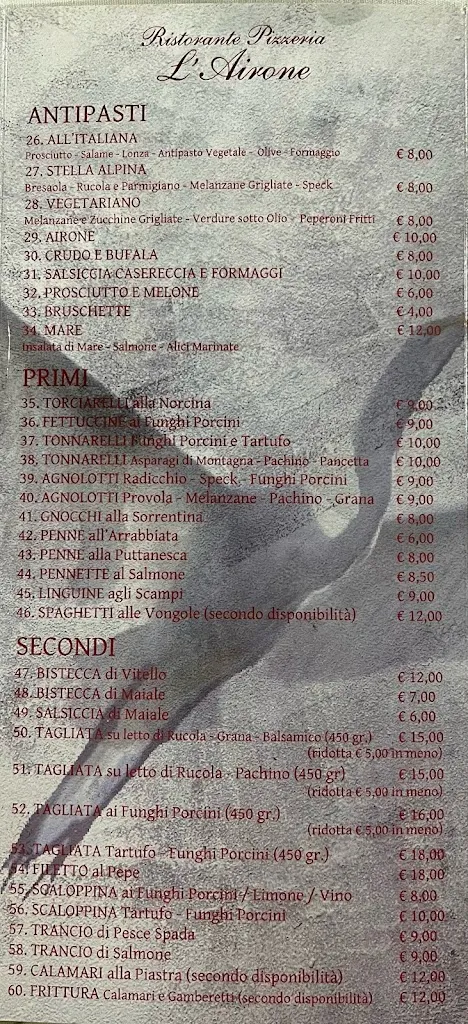 Ristorante Pizzeria
L'Airone
ANTIPASTI
26. ALL'ITALIANA
Prosciutto - Salame - Lonza - Antipasto Vegetale - Olive - Formaggio € 8,00
27. STELLA ALPINA
Bresaola - Rucola e Parmigiano - Melanzane Grigliate - Speck € 8,00
28. VEGETARIANO
Melanzane e Zucchine Grigliate - Verdure sotto Olio - Peperoni Fritti € 8,00
29. AIRONE € 10,00
30. CRUDO E BUFALA € 8,00
31. SALSICCIA CASERECCIA E FORMAGGI € 10,00
32. PROSCIUTTO E MELONE € 6,00
33. BRUSCHETTE € 4,00
34. MARE € 12,00
Insalata di Mare - Salmone - Alici Marinate
PRIMI
35. TORCIARELLI alla Norcina € 9,00
36. FETTUCCINE ai Funghi Porcini € 9,00
37. TONNARELLI Funghi Porcini e Tartufo € 10,00
38. TONNARELLI Asparagi di Montagna - Pachino - Pancetta € 10,00
39. AGNOLOTTI Radicchio - Speck - Funghi Porcini € 9,00
40. AGNOLOTTI Provola - Melanzane - Pachino - Grana € 9,00
41. GNOCCHI alla Sorrentina € 8,00
42. PENNE all'Arrabbiata € 6,00
43. PENNE alla Puttanesca € 8,00
44. PENNETTE al Salmone € 8,50
45. LINGUINE agli Scampi € 9,00
46. SPAGHETTI alle Vongole (secondo disponibilità) € 12,00
SECONDI
47. BISTECCA di Vitello € 12,00
48. BISTECCA di Maiale € 7,00
49. SALSICCIA di Maiale € 6,00
50. TAGLIATA su letto di Rucola - Grana - Balsamico (450 gr.) € 15,00
(ridotta € 5,00 in meno)
51. TAGLIATA su letto di Rucola - Pachino (450 gr) € 15,00
(ridotta € 5,00 in meno)
52. TAGLIATA ai Funghi Porcini (450 gr.) € 16,00
(ridotta € 5,00 in meno)
53. TAGLIATA Tartufo - Funghi Porcini (450 gr.) € 18,00
54. FILETTO al Pepe € 18,00
55. SCALOPPINA ai Funghi Porcini / Limone / Vino € 8,00
56. SCALOPPINA Tartufo - Funghi Porcini € 10,00
57. TRANCIO di Pesce Spada € 9,00
58. TRANCIO di Salmone € 9,00
59. CALAMARI alla Piastra (secondo disponibilità) € 12,00
60. FRITTURA Calamari e Gamberetti (secondo disponibilità) € 12,00